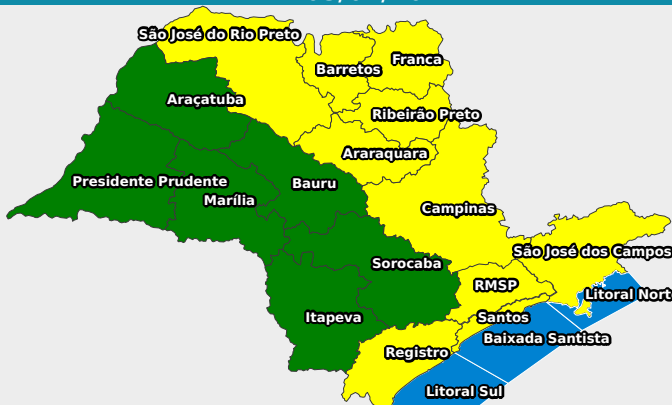 São José do Rio Preto
Franca
Barretos
Araçatuba
Ribeirão Preto
Araraquara
Presidente Prudente
Bauru
Marília
Campinas
São José dos Campos
Sorocaba
RMSP
Litoral Nort
Itapeva
Santos
Baixada Santista
Registro
Litoral Sul